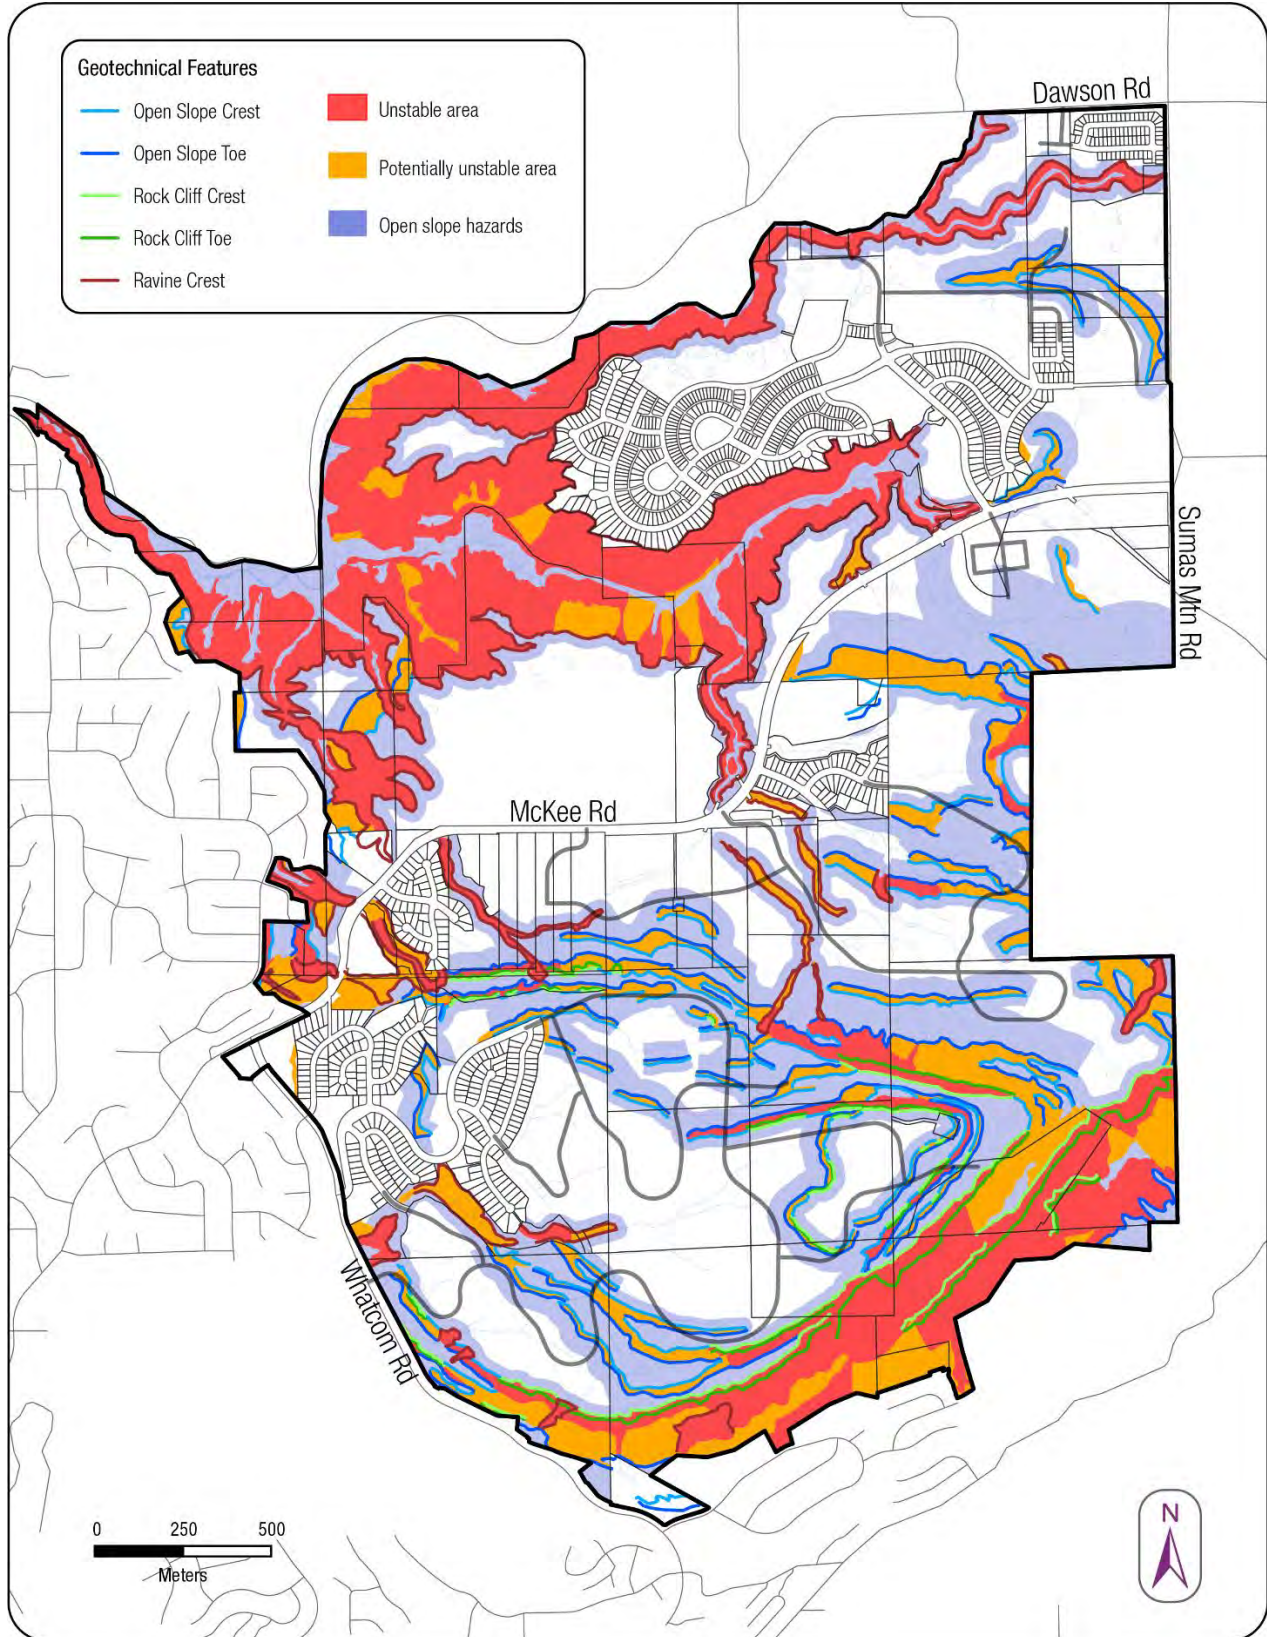 Geotechnical Features
Open Slope Crest
Open Slope Toe
Rock Cliff Crest
Rock Cliff Toe
Ravine Crest
Unstable area
Potentially unstable area
Open slope hazards
Dawson Rd
Sumas Mtn Rd
McKee Rd
Whatcom Rd
0 250 500
Meters
N